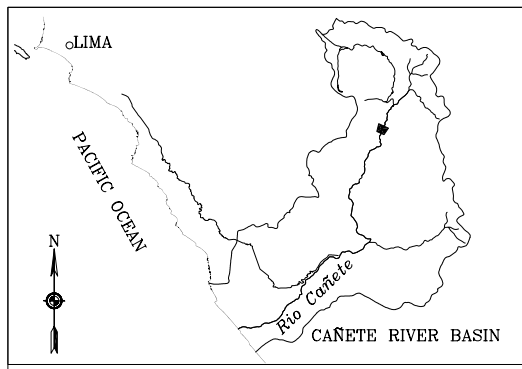 LIMA
PACIFIC OCEAN
N
Rio Cañete
CAÑETE RIVER BASIN